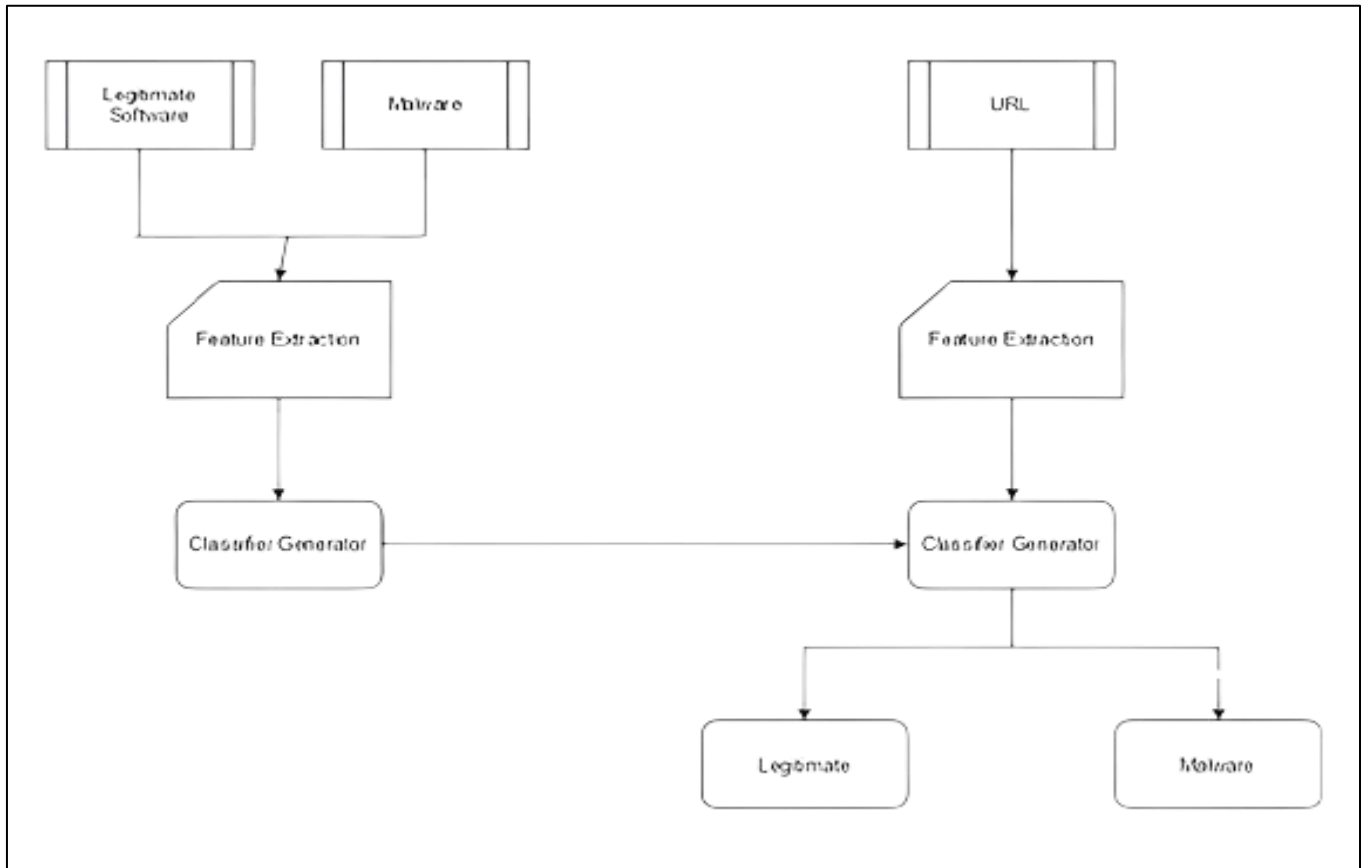 Legitimate
Software
Malware
URL
Feature Extraction
Feature Extraction
Classifier Generator
Classifier Generator
Legitimate
Malware